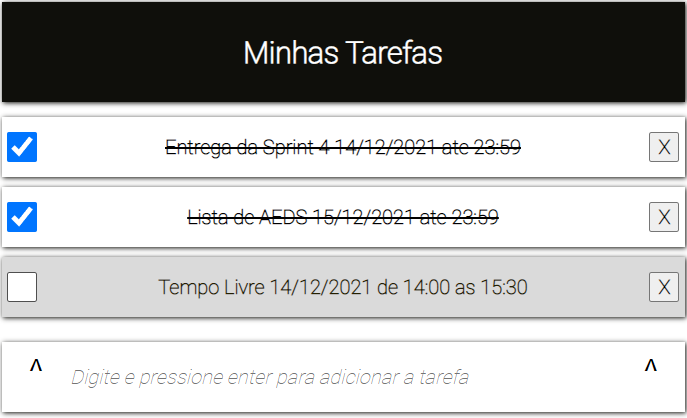 Minhas Tarefas
Entrega da Sprint 4 14/12/2021 ate 23:59 X
Lista de AEDS 15/12/2021 ate 23:59 X
Tempo Livre 14/12/2021 de 14:00 as 15:30 X
^ Digite e pressione enter para adicionar a tarefa ^